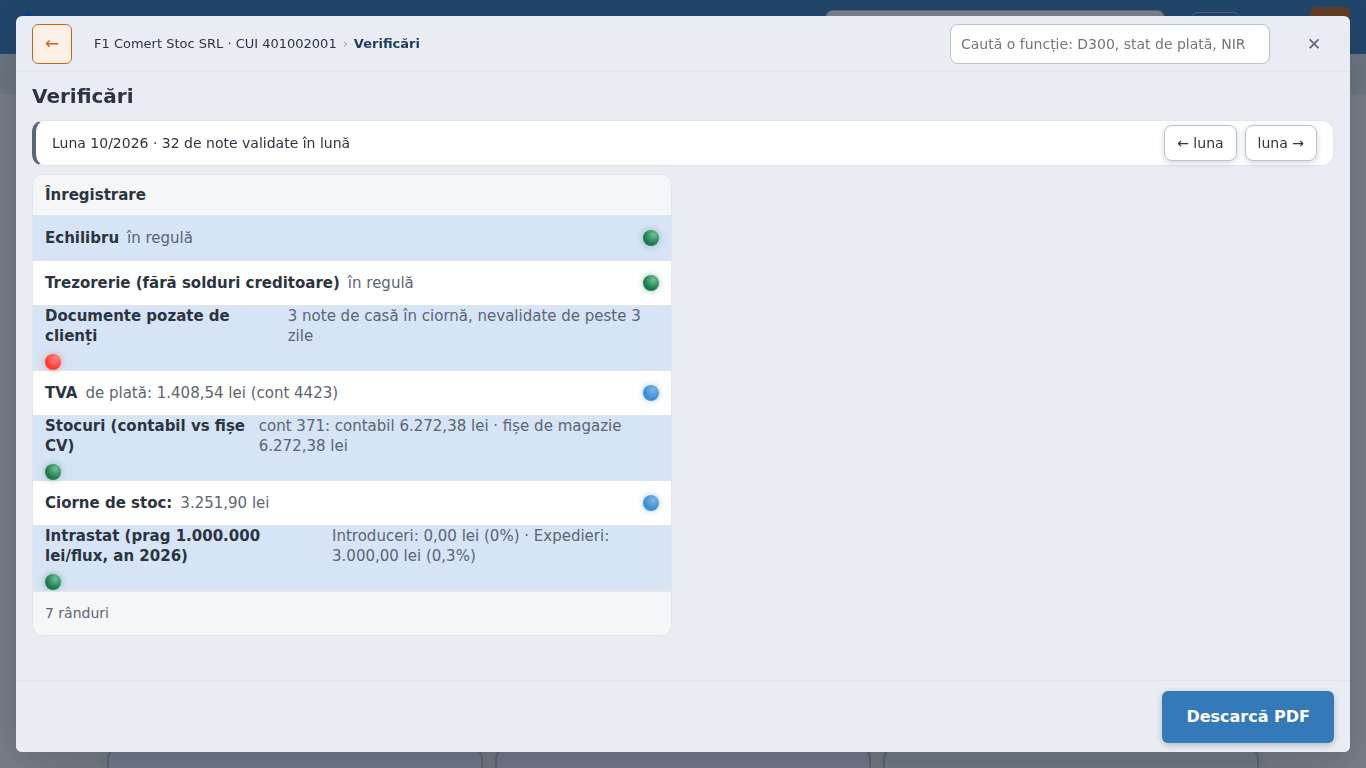 ←
F1 Comert Stoc SRL · CUI 401002001 › Verificări
Caută o funcție: D300, stat de plată, NIR
✕
Verificări
Luna 10/2026 · 32 de note validate în lună
← luna
luna →
Înregistrare
Echilibru în regulă
Trezorerie (fără solduri creditoare) în regulă
Documente pozate de
clienți
3 note de casă în ciornă, nevalidate de peste 3
zile
TVA de plată: 1.408,54 lei (cont 4423)
Stocuri (contabil vs fișe
CV)
cont 371: contabil 6.272,38 lei · fișe de magazie
6.272,38 lei
Ciorne de stoc: 3.251,90 lei
Intrastat (prag 1.000.000
lei/flux, an 2026)
Introduceri: 0,00 lei (0%) · Expedieri:
3.000,00 lei (0,3%)
7 rânduri
Descarcă PDF